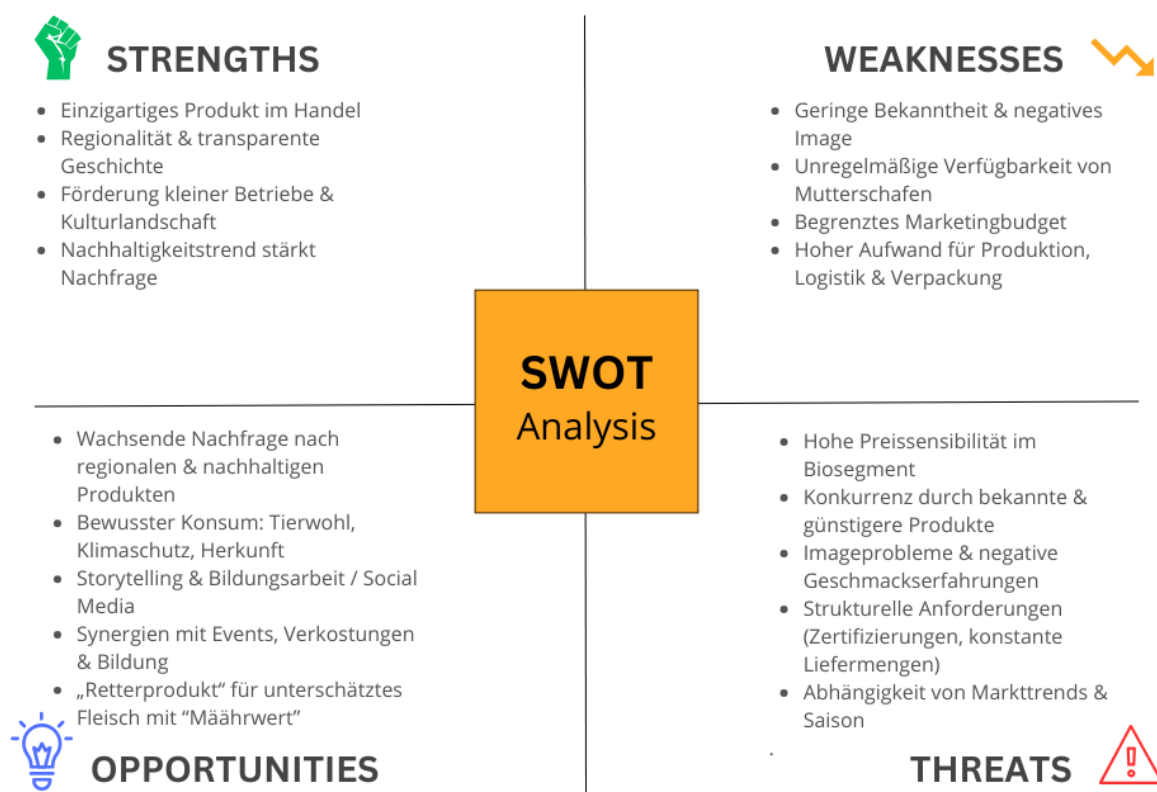 STRENGTHS
Einzigartiges Produkt im Handel
Regionalität & transparente
Geschichte
Förderung kleiner Betriebe &
Kulturlandschaft
Nachhaltigkeitstrend stärkt
Nachfrage
WEAKNESSES
Geringe Bekanntheit & negatives
Image
Unregelmäßige Verfügbarkeit von
Mutterschafen
Begrenztes Marketingbudget
Hoher Aufwand für Produktion,
Logistik & Verpackung
SWOT
Analysis
Wachsende Nachfrage nach
regionalen & nachhaltigen
Produkten
Bewusster Konsum: Tierwohl,
Klimaschutz, Herkunft
Storytelling & Bildungsarbeit / Social
Media
Synergien mit Events, Verkostungen
& Bildung
„Retterprodukt“ für unterschätztes
Fleisch mit “Mäährwert”
OPPORTUNITIES
Hohe Preissensibilität im
Biosegment
Konkurrenz durch bekannte &
günstigere Produkte
Imageprobleme & negative
Geschmackserfahrungen
Strukturelle Anforderungen
(Zertifizierungen, konstante
Liefermengen)
Abhängigkeit von Markttrends &
Saison
.
THREATS